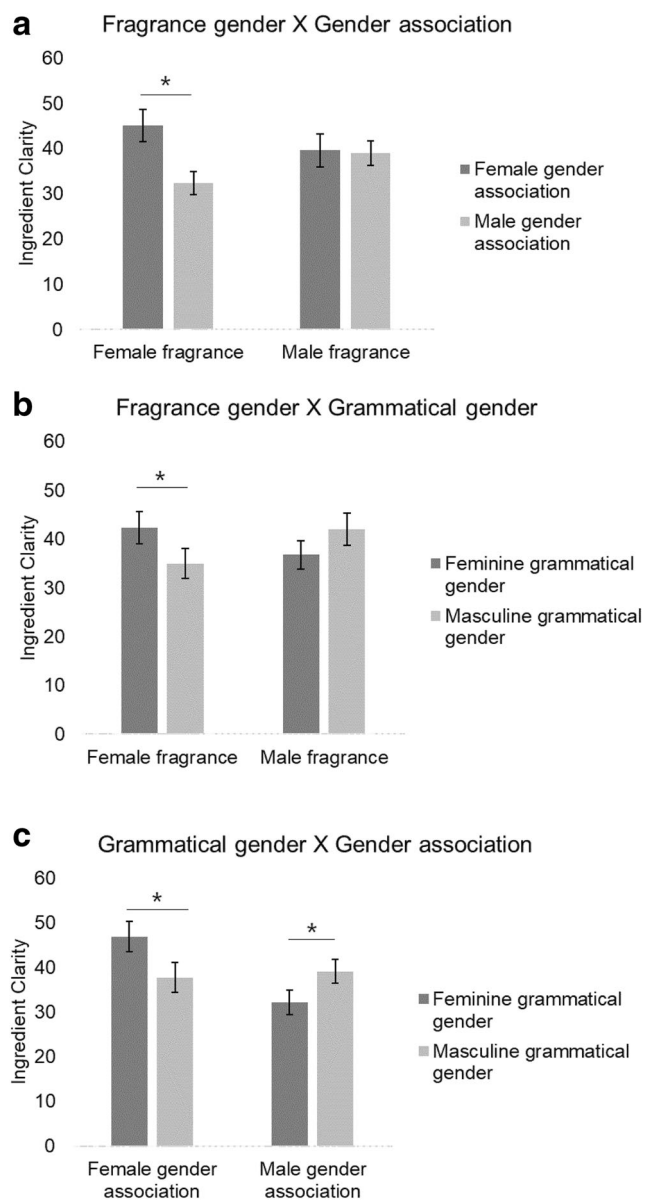 a
Fragrance gender X Gender association
60
50
40
30
20
10
0
Ingredient Clarity
*
Female fragrance
Male fragrance
Female gender
association
Male gender
association
b
Fragrance gender X Grammatical gender
60
50
40
30
20
10
0
Ingredient Clarity
*
Female fragrance
Male fragrance
Feminine grammatical
gender
Masculine grammatical
gender
c
Grammatical gender X Gender association
60
50
40
30
20
10
0
Ingredient Clarity
*
*
Female gender
association
Male gender
association
Feminine grammatical
gender
Masculine grammatical
gender